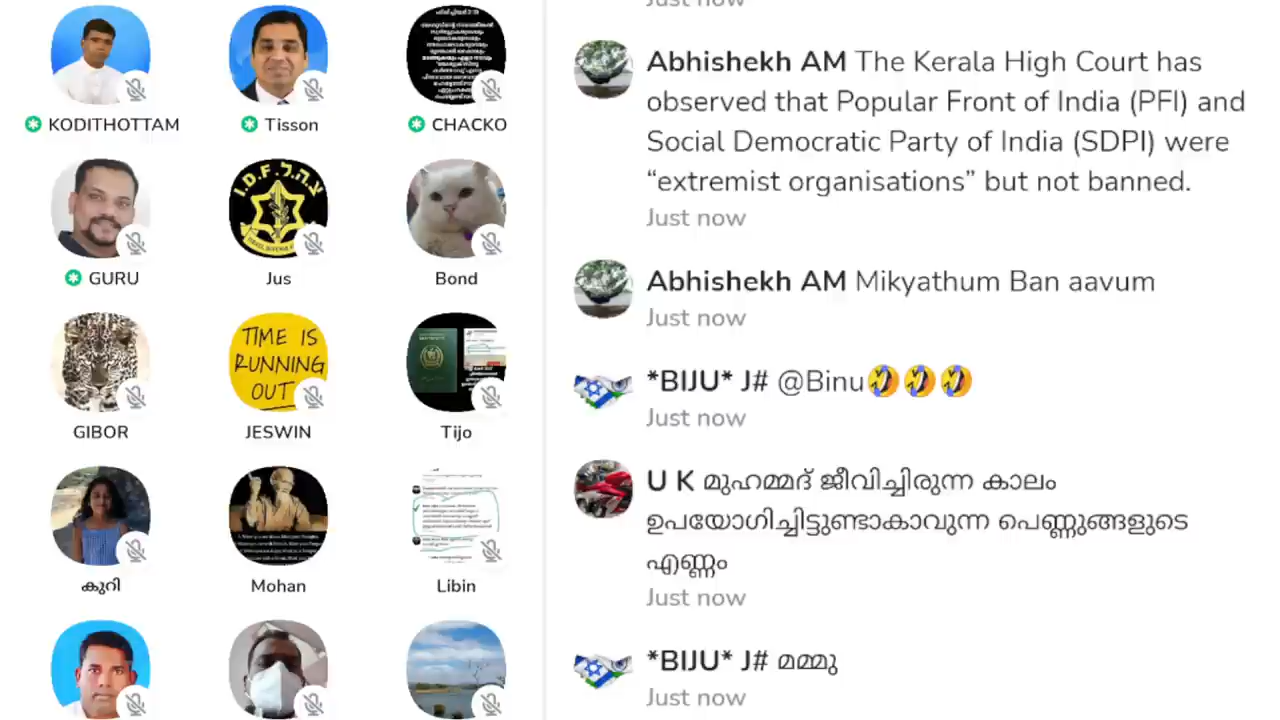 KODITHOTTAM
Tisson
CHACKO
GURU
I.D.F. צ.ה.ל.
Jus
Bond
TIME IS
RUNNING
OUT
GIBOR
JESWIN
Tijo
കുറി
Mohan
Libin
Just now
Abhishekh AM The Kerala High Court has
observed that Popular Front of India (PFI) and
Social Democratic Party of India (SDPI) were
“extremist organisations” but not banned.
Just now
Abhishekh AM Mikyathum Ban aavum
Just now
*BIJU* J# @Binu🤣🤣🤣
Just now
U K മുഹമ്മദ് ജീവിച്ചിരുന്ന കാലം
ഉപയോഗിച്ചിട്ടുണ്ടാകാവുന്ന പെണ്ണുങ്ങളുടെ
എണ്ണം
Just now
*BIJU* J# മമ്മു
Just now